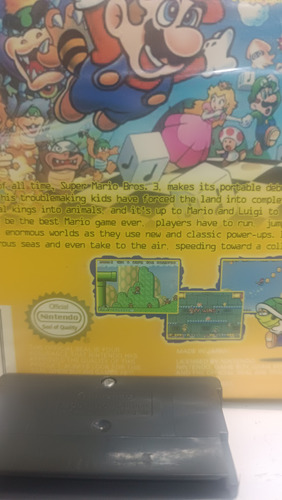 of all time, Super Mario Bros. 3, makes its portable deb
his troublemaking kids have forced the land into comple
al kings into animals, and it's up to Mario and Luigi to
be the best Mario game ever, players have to run, jum
enormous worlds as they use new and classic power-ups.
rous seas and even take to the air, speeding toward a col
Official
Nintendo
Seal of Quality